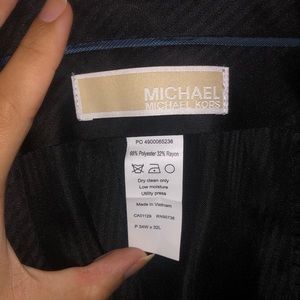 MICHAEL
MICHAEL KORS
PO 4900065236
68% Polyester 32% Rayon
Dry clean only
Low moisture
Utility press
Made in Vietnam
CA01129 RN90736
P 34W x 32L